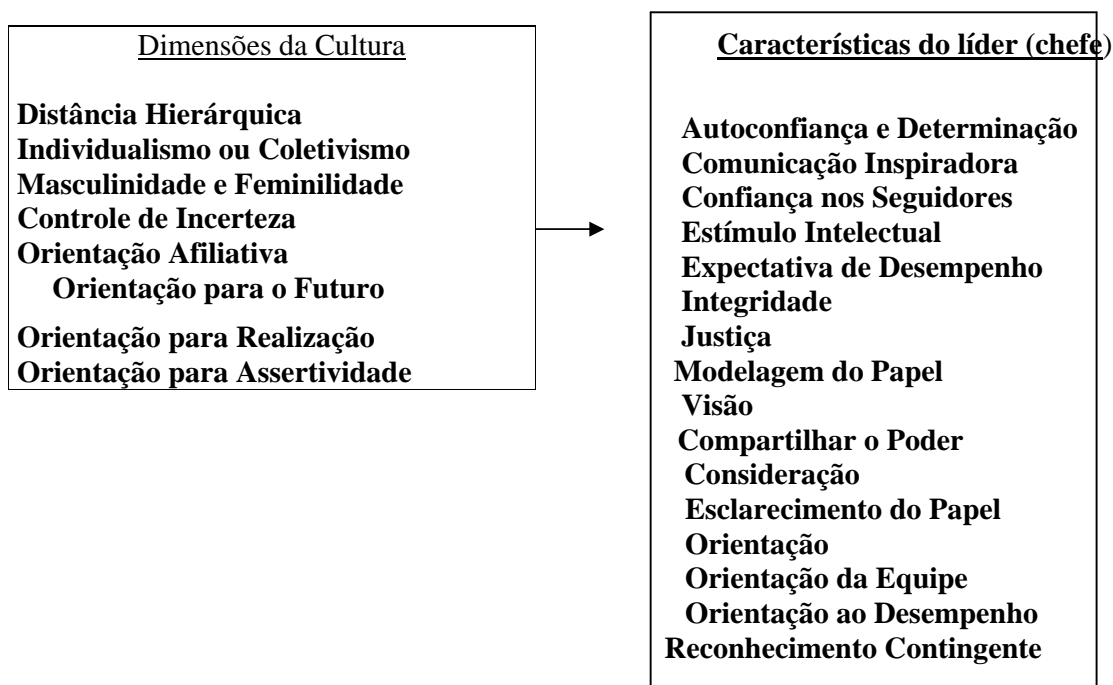 Dimensões da Cultura
Distância Hierárquica
Individualismo ou Coletivismo
Masculinidade e Feminilidade
Controle de Incerteza
Orientação Afiliativa
Orientação para o Futuro
Orientação para Realização
Orientação para Assertividade
Características do líder (chefe)
Autoconfiança e Determinação
Comunicação Inspiradora
Confiança nos Seguidores
Estímulo Intelectual
Expectativa de Desempenho
Integridade
Justiça
Modelagem do Papel
Visão
Compartilhar o Poder
Consideração
Esclarecimento do Papel
Orientação
Orientação da Equipe
Orientação ao Desempenho
Reconhecimento Contingente